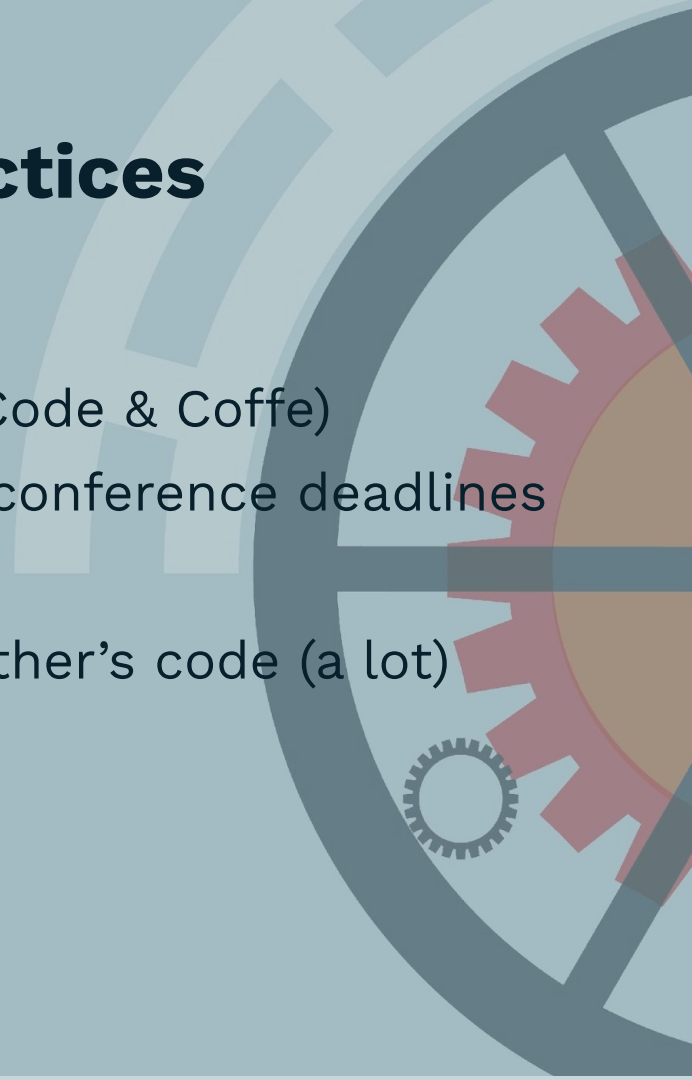 ctices
Code & Coffe)
conference deadlines
ther’s code (a lot)